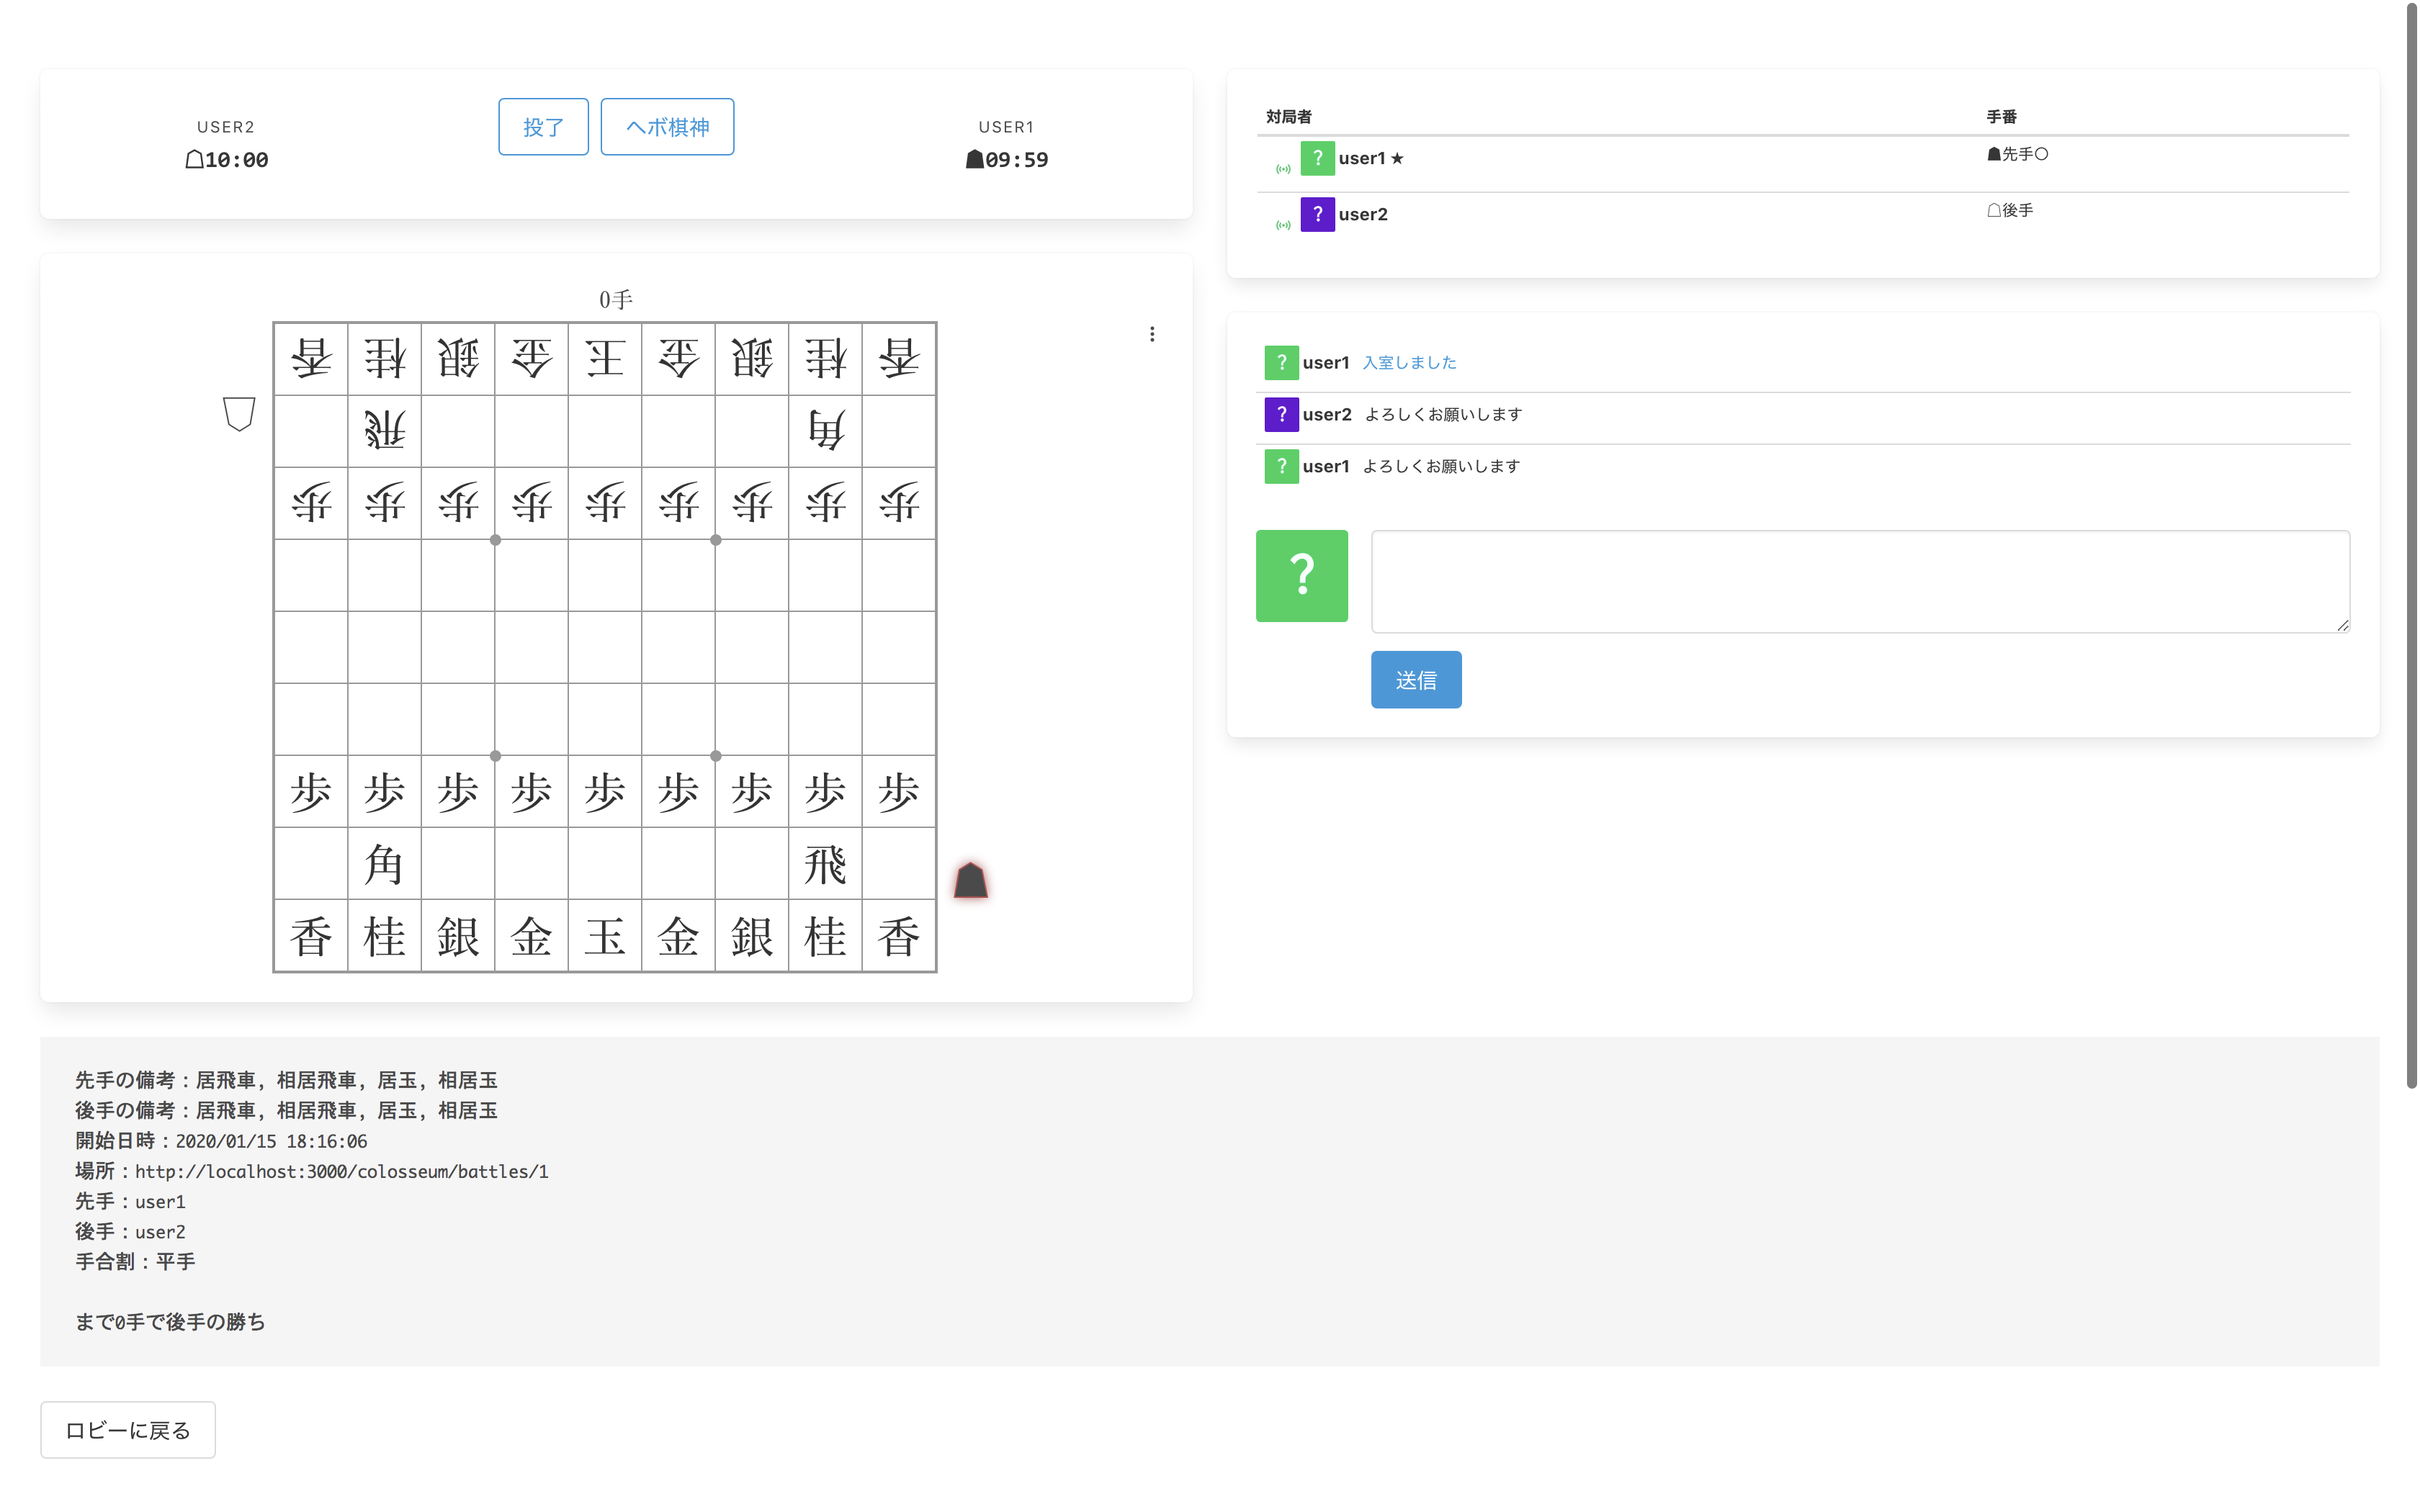 USER2
☖10:00
投了
ヘボ棋神
USER1
☗09:59
0手
香桂銀金王金銀桂香
飛角
歩歩歩歩歩歩歩歩歩
歩歩歩歩歩歩歩歩歩
角飛
香桂銀金玉金銀桂香
対局者 手番
? user1 ★ ☗先手○
? user2 ☖後手
? user1 入室しました
? user2 よろしくお願いします
? user1 よろしくお願いします
?
送信
先手の備考：居飛車, 相居飛車, 居玉, 相居玉
後手の備考：居飛車, 相居飛車, 居玉, 相居玉
開始日時：2020/01/15 18:16:06
場所：http://localhost:3000/colosseum/battles/1
先手：user1
後手：user2
手合割：平手
まで0手で後手の勝ち
ロビーに戻る